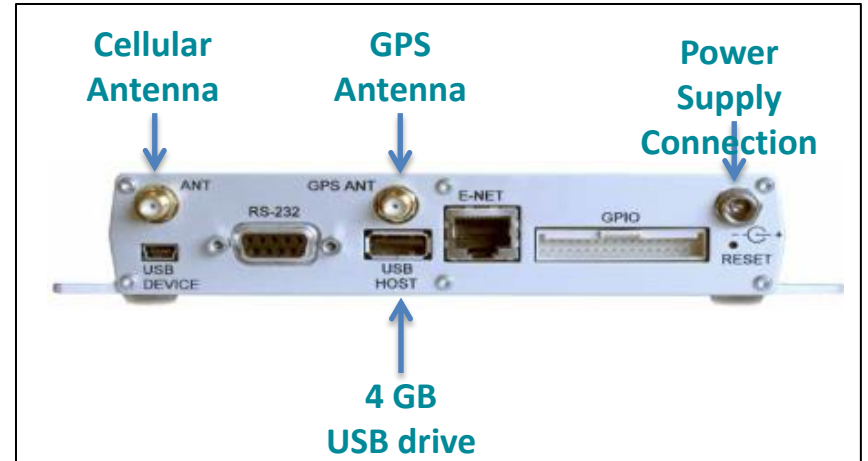 Cellular
Antenna
GPS
Antenna
Power
Supply
Connection
ANT
GPS ANT
RS-232
E-NET
GPIO
- +
RESET
USB
DEVICE
USB
HOST
4 GB
USB drive